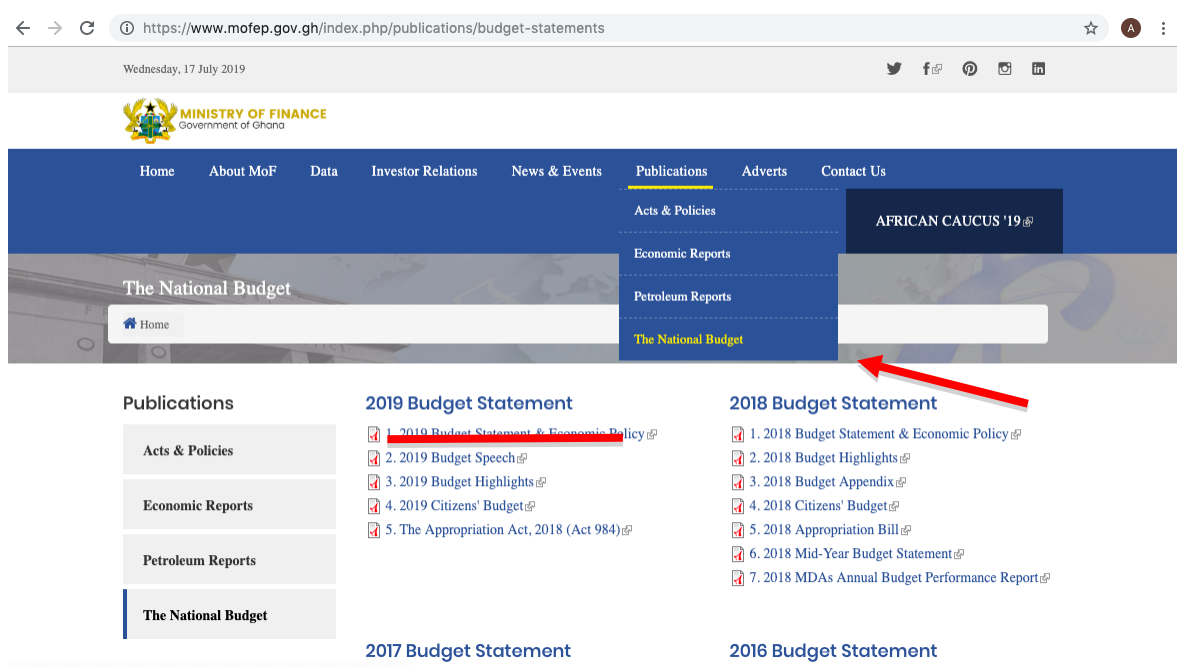 https://www.mofep.gov.gh/index.php/publications/budget-statements
A
Wednesday, 17 July 2019
MINISTRY OF FINANCE
Government of Ghana
Home About MoF Data Investor Relations News & Events Publications Adverts Contact Us
Acts & Policies
AFRICAN CAUCUS '19
Economic Reports
Petroleum Reports
The National Budget
The National Budget
Home
Publications
Acts & Policies
Economic Reports
Petroleum Reports
The National Budget
2019 Budget Statement
1. 2019 Budget Statement & Economic Policy
2. 2019 Budget Speech
3. 2019 Budget Highlights
4. 2019 Citizens' Budget
5. The Appropriation Act, 2018 (Act 984)
2018 Budget Statement
1. 2018 Budget Statement & Economic Policy
2. 2018 Budget Highlights
3. 2018 Budget Appendix
4. 2018 Citizens' Budget
5. 2018 Appropriation Bill
6. 2018 Mid-Year Budget Statement
7. 2018 MDAs Annual Budget Performance Report
2017 Budget Statement
2016 Budget Statement